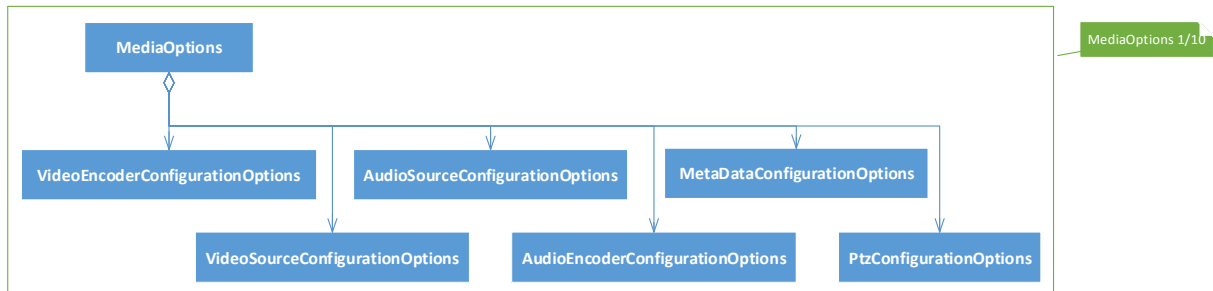 MediaOptions
MediaOptions 1/10
VideoEncoderConfigurationOptions
AudioSourceConfigurationOptions
MetaDataConfigurationOptions
VideoSourceConfigurationOptions
AudioEncoderConfigurationOptions
PtzConfigurationOptions